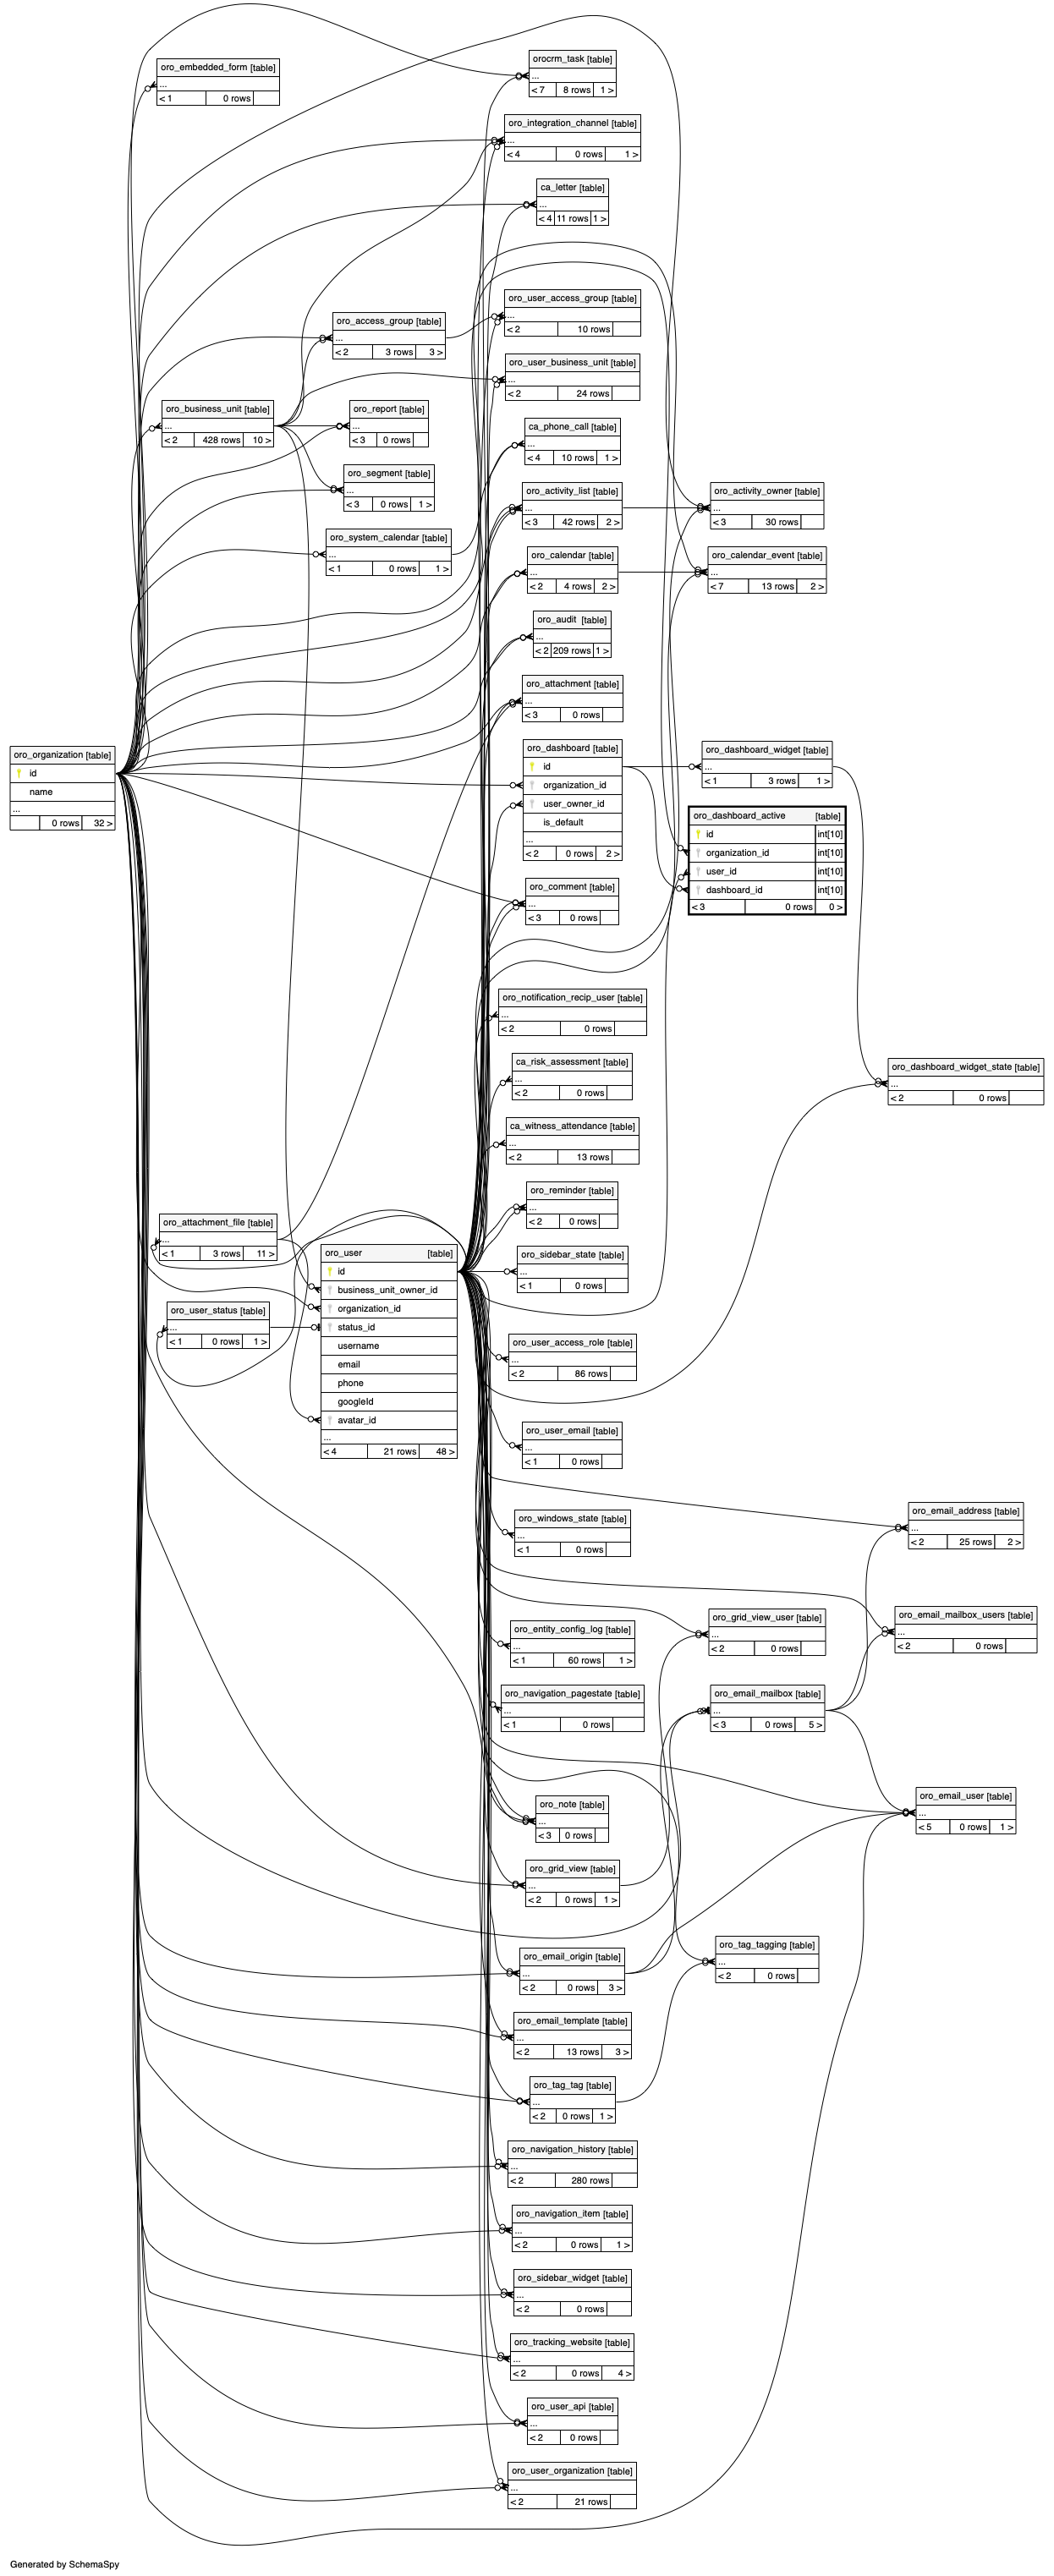 orocrm_task [table]
...
< 7 8 rows 1 >
oro_embedded_form [table]
...
< 1 0 rows
oro_integration_channel [table]
...
< 4 0 rows 1 >
ca_letter [table]
...
< 4 11 rows 1 >
oro_user_access_group [table]
...
< 2 10 rows
oro_access_group [table]
...
< 2 3 rows 3 >
oro_user_business_unit [table]
...
< 2 24 rows
oro_business_unit [table]
...
< 2 428 rows 10 >
oro_report [table]
...
< 3 0 rows
ca_phone_call [table]
...
< 4 10 rows 1 >
oro_segment [table]
...
< 3 0 rows 1 >
oro_activity_list [table]
...
< 3 42 rows 2 >
oro_activity_owner [table]
...
< 3 30 rows
oro_system_calendar [table]
...
< 1 0 rows 1 >
oro_calendar [table]
...
< 2 4 rows 2 >
oro_calendar_event [table]
...
< 7 13 rows 2 >
oro_audit [table]
...
< 2 209 rows 1 >
oro_attachment [table]
...
< 3 0 rows
oro_organization [table]
id
name
...
0 rows 32 >
oro_dashboard [table]
id
organization_id
user_owner_id
is_default
...
< 2 0 rows 2 >
oro_dashboard_widget [table]
...
< 1 3 rows 1 >
oro_dashboard_active [table]
id int[10]
organization_id int[10]
user_id int[10]
dashboard_id int[10]
< 3 0 rows 0 >
oro_comment [table]
...
< 3 0 rows
oro_notification_recip_user [table]
...
< 2 0 rows
ca_risk_assessment [table]
...
< 2 0 rows
oro_dashboard_widget_state [table]
...
< 2 0 rows
ca_witness_attendance [table]
...
< 2 13 rows
oro_reminder [table]
...
< 2 0 rows
oro_attachment_file [table]
...
< 1 3 rows 11 >
oro_user [table]
id
business_unit_owner_id
organization_id
status_id
username
email
phone
googleId
avatar_id
...
< 4 21 rows 48 >
oro_sidebar_state [table]
...
< 1 0 rows
oro_user_status [table]
...
< 1 0 rows 1 >
oro_user_access_role [table]
...
< 2 86 rows
oro_user_email [table]
...
< 1 0 rows
oro_windows_state [table]
...
< 1 0 rows
oro_email_address [table]
...
< 2 25 rows 2 >
oro_entity_config_log [table]
...
< 1 60 rows 1 >
oro_grid_view_user [table]
...
< 2 0 rows
oro_email_mailbox_users [table]
...
< 2 0 rows
oro_navigation_pagestate [table]
...
< 1 0 rows
oro_email_mailbox [table]
...
< 3 0 rows 5 >
oro_note [table]
...
< 3 0 rows
oro_email_user [table]
...
< 5 0 rows 1 >
oro_grid_view [table]
...
< 2 0 rows 1 >
oro_email_origin [table]
...
< 2 0 rows 3 >
oro_tag_tagging [table]
...
< 2 0 rows
oro_email_template [table]
...
< 2 13 rows 3 >
oro_tag_tag [table]
...
< 2 0 rows 1 >
oro_navigation_history [table]
...
< 2 280 rows
oro_navigation_item [table]
...
< 2 0 rows 1 >
oro_sidebar_widget [table]
...
< 2 0 rows
oro_tracking_website [table]
...
< 2 0 rows 4 >
oro_user_api [table]
...
< 2 0 rows
oro_user_organization [table]
...
< 2 21 rows
Generated by SchemaSpy